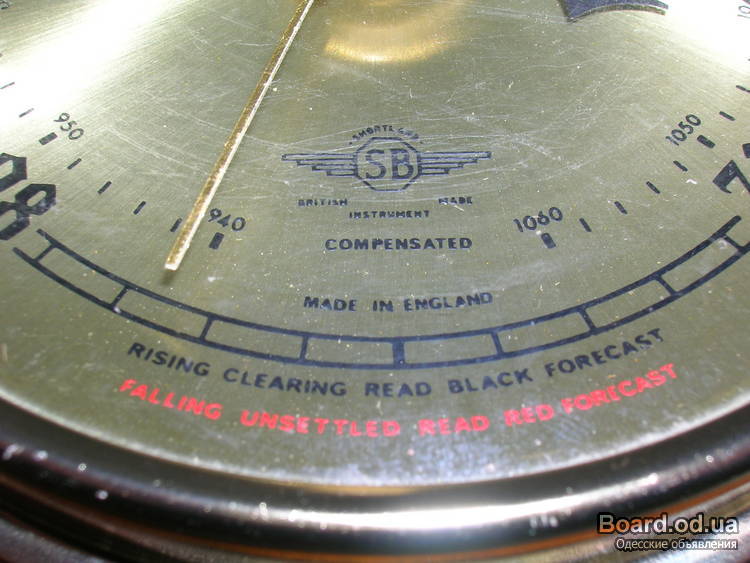 950
1050
SHORTLAND
SB
BRITISH MADE
INSTRUMENT
940
1060
COMPENSATED
MADE IN ENGLAND
RISING CLEARING READ BLACK FORECAST
FALLING UNSETTLED READ RED FORECAST
Board.od.ua
Одесские объявления